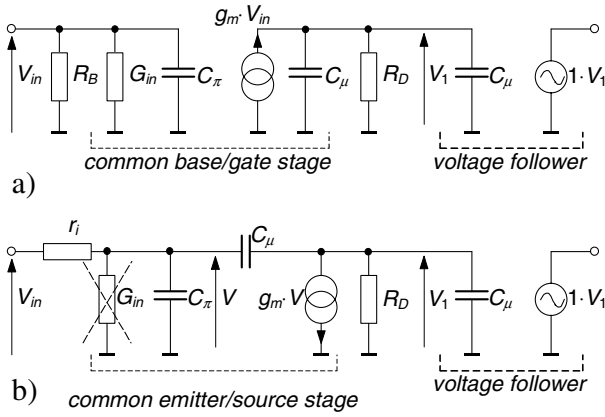 g_m·V_in
V_in R_B G_in C_π C_μ R_D V_1 C_μ 1·V_1
common base/gate stage voltage follower
a)
r_i C_μ
V_in G_in C_π V g_m·V R_D V_1 C_μ 1·V_1
voltage follower
b) common emitter/source stage